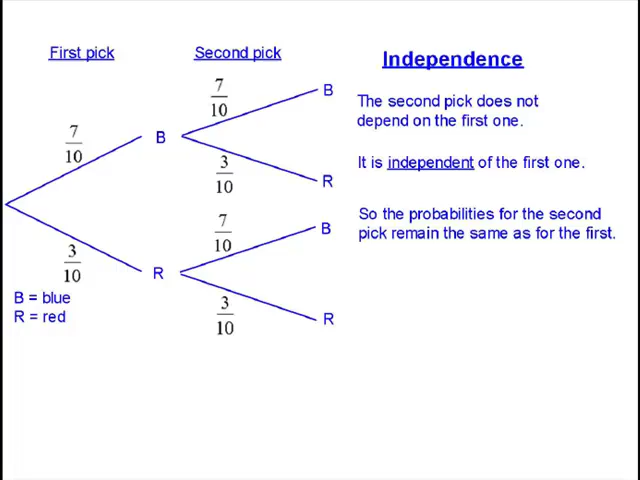 First pick
Second pick
Independence
7/10
B
7/10
B
3/10
R
3/10
R
7/10
B
3/10
R
B = blue
R = red
The second pick does not
depend on the first one.
It is independent of the first one.
So the probabilities for the second
pick remain the same as for the first.